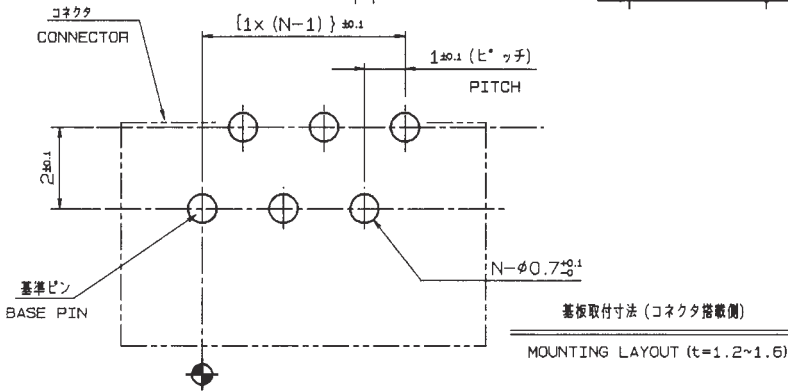 コネクタ
CONNECTOR
{1×(N-1)}±0.1
1±0.1(ピッチ)
PITCH
2±0.1
基準ピン
BASE PIN
N-φ0.7+0.1-0
基板取付寸法(コネクタ搭載側)
MOUNTING LAYOUT (t=1.2~1.6)